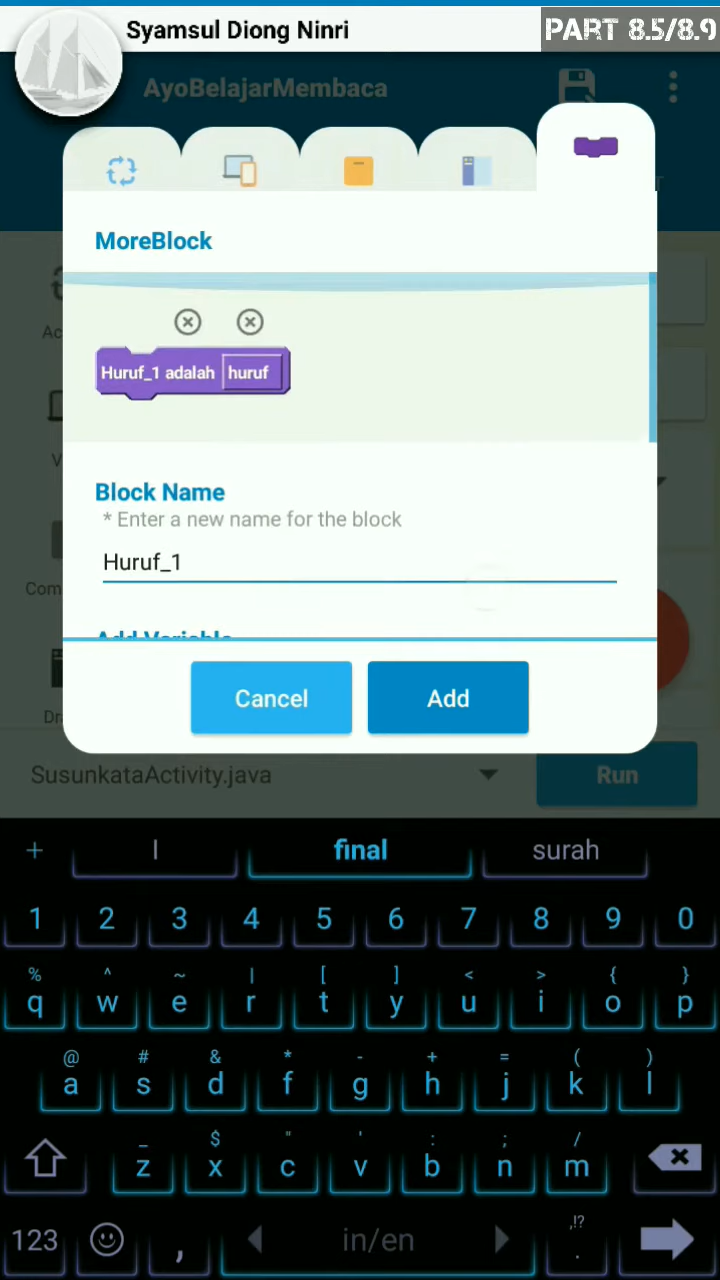 Syamsul Diong Ninri
PART 8.5/8.9
AyoBelajarMembaca
MoreBlock
Huruf_1 adalah huruf
Block Name
* Enter a new name for the block
Huruf_1
Add Variable
Cancel
Add
SusunkataActivity.java
Run
+ I final surah
1 2 3 4 5 6 7 8 9 0
% ^ ~ | [ ] < > { }
q w e r t y u i o p
@ # & * - + = ( )
a s d f g h j k l
_ $ " ' : ; /
z x c v b n m
,!?
123 , in/en .